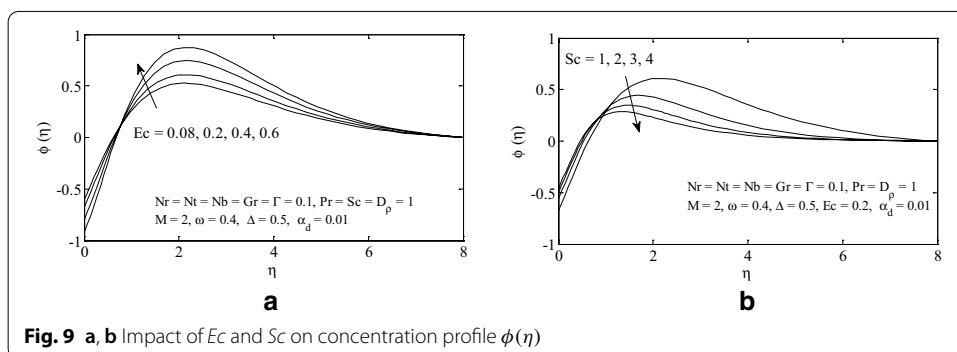 1
0.5
0
-0.5
-1
ϕ (η)
Ec = 0.08, 0.2, 0.4, 0.6
Nr = Nt = Nb = Gr = Γ = 0.1, Pr = Sc = D_ρ = 1
M = 2, ω = 0.4, Δ = 0.5, α_d = 0.01
0 2 4 6 8
η
a
1
0.5
0
-0.5
-1
ϕ (η)
Sc = 1, 2, 3, 4
Nr = Nt = Nb = Gr = Γ = 0.1, Pr = D_ρ = 1
M = 2, ω = 0.4, Δ = 0.5, Ec = 0.2, α_d = 0.01
0 2 4 6 8
η
b
Fig. 9 a, b Impact of Ec and Sc on concentration profile ϕ(η)